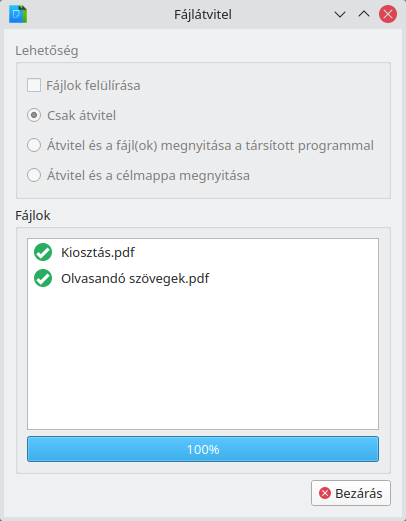 Fájlátvitel
Lehetőség
Fájlok felülírása
Csak átvitel
Átvitel és a fájl(ok) megnyitása a társított programmal
Átvitel és a célmappa megnyitása
Fájlok
Kiosztás.pdf
Olvasandó szövegek.pdf
100%
Bezárás